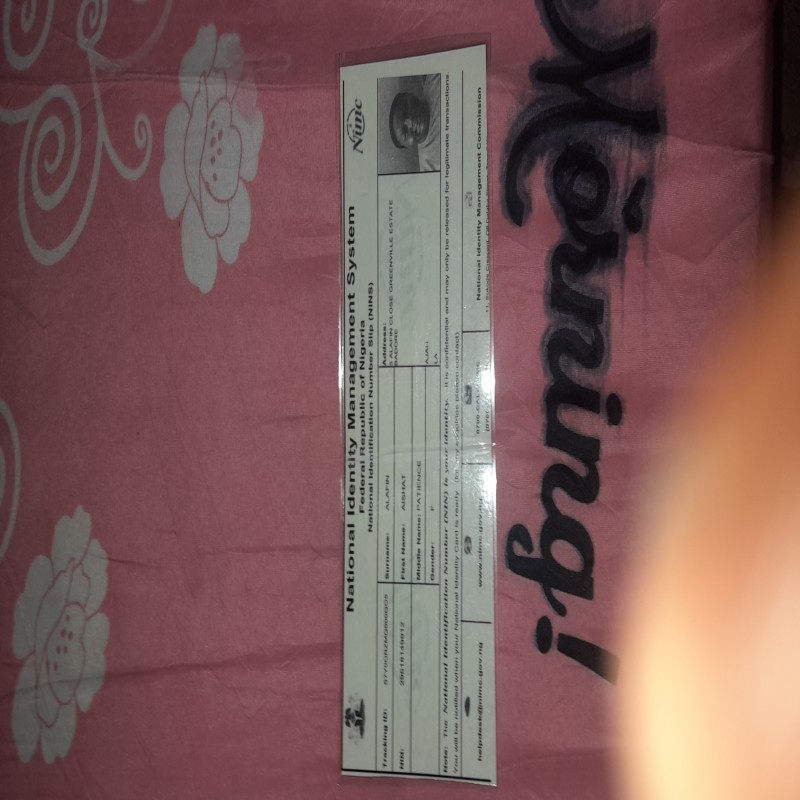 National Identity Management System
Federal Republic of Nigeria
National Identification Number Slip (NINS)
Nimc
Tracking ID:
Surname: ALAFIN
Address:
ALAFIN CLOSE GREENVILLE ESTATE
BADORE
NIN:
First Name: AISHAT
Middle Name: PATIENCE
AJAH
Gender: F
LA
Note: The National Identification Number (NIN) is your identity. It is confidential and may only be released for legitimate transactions.
You will be notified when your National Identity Card is ready
helpdesk@nimc.gov.ng
www.nimc.gov.ng
National Identity Management Commission
Morning!